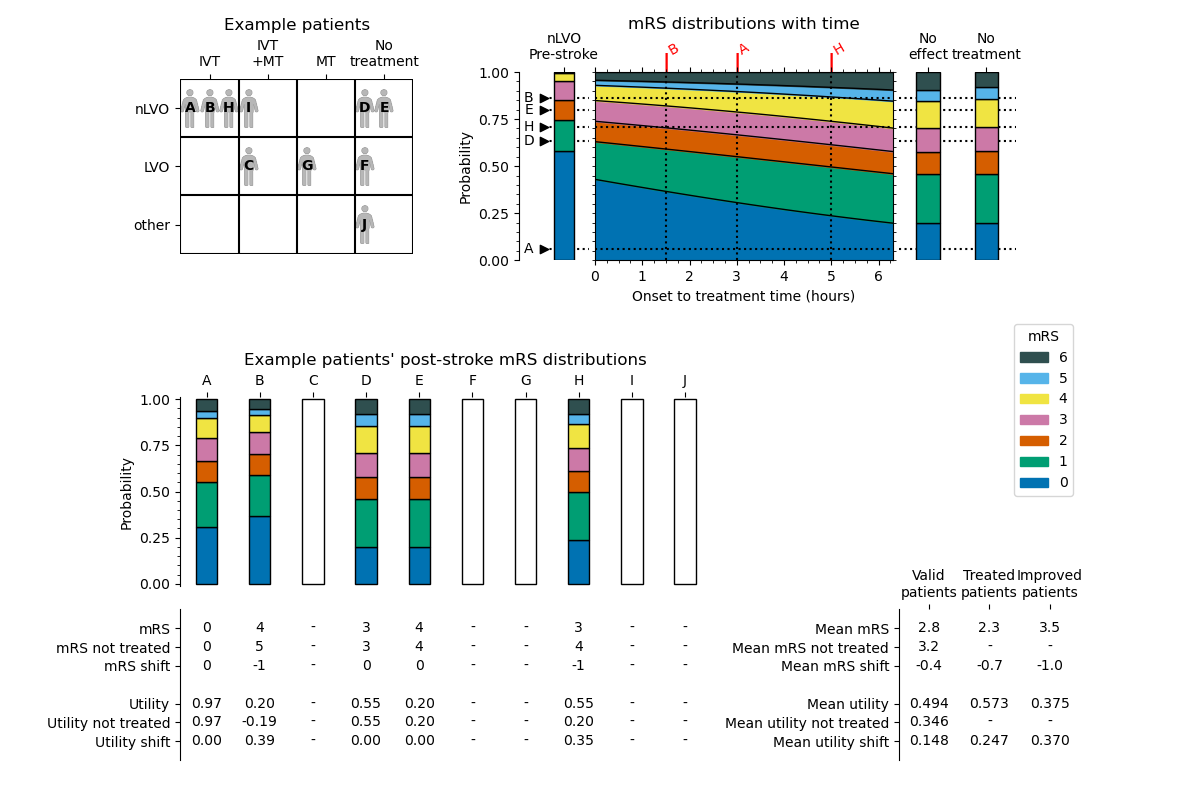 Example patients
IVT
IVT
+MT
MT
No
treatment
nLVO
A B H I D E
LVO
C G F
other
J
mRS distributions with time
nLVO
Pre-stroke
B A H
No
effect
No
treatment
1.00
0.75
0.50
0.25
0.00
Probability
B
E
H
D
A
0 1 2 3 4 5 6
Onset to treatment time (hours)
mRS
6
5
4
3
2
1
0
Example patients' post-stroke mRS distributions
A B C D E F G H I J
1.00
0.75
0.50
0.25
0.00
Probability
mRS 0 4 - 3 4 - - 3 - -
mRS not treated 0 5 - 3 4 - - 4 - -
mRS shift 0 -1 - 0 0 - - -1 - -
Utility 0.97 0.20 - 0.55 0.20 - - 0.55 - -
Utility not treated 0.97 -0.19 - 0.55 0.20 - - 0.20 - -
Utility shift 0.00 0.39 - 0.00 0.00 - - 0.35 - -
Valid
patients
Treated
patients
Improved
patients
Mean mRS 2.8 2.3 3.5
Mean mRS not treated 3.2 - -
Mean mRS shift -0.4 -0.7 -1.0
Mean utility 0.494 0.573 0.375
Mean utility not treated 0.346 - -
Mean utility shift 0.148 0.247 0.370